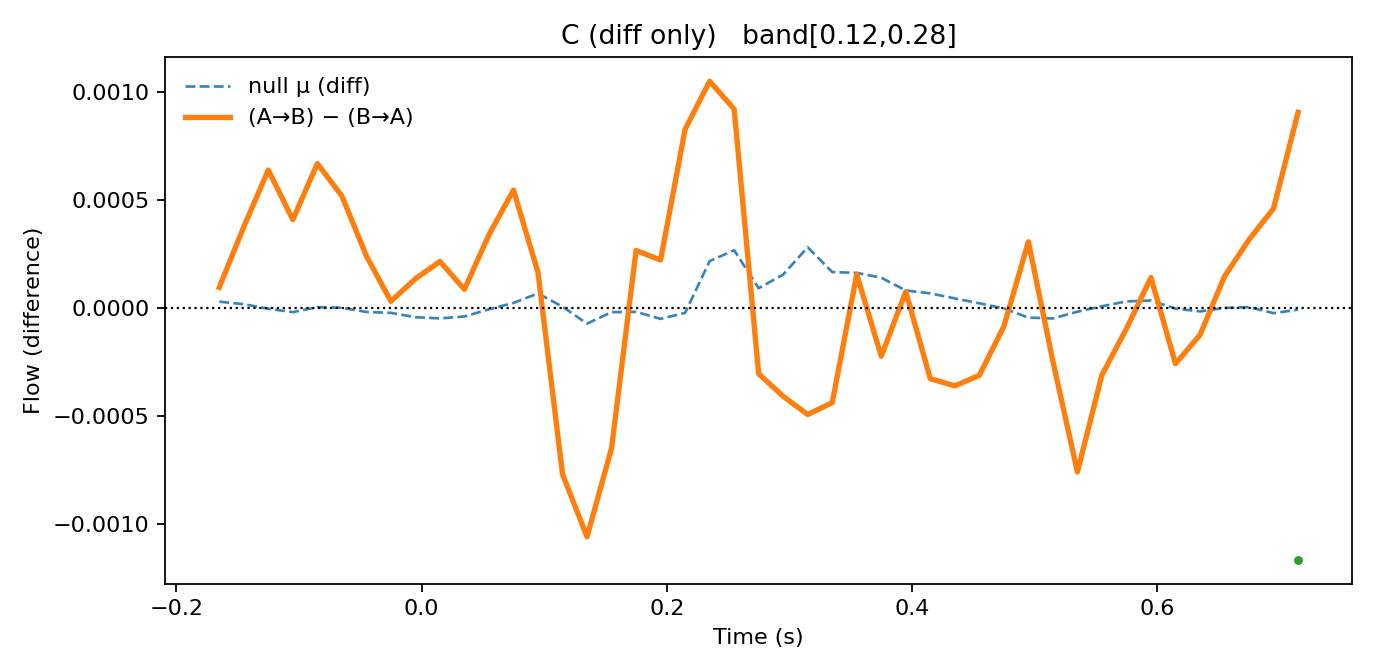 C (diff only)   band[0.12,0.28]
null μ (diff)
(A→B) − (B→A)
Flow (difference)
0.0010
0.0005
0.0000
−0.0005
−0.0010
−0.2
0.0
0.2
0.4
0.6
Time (s)